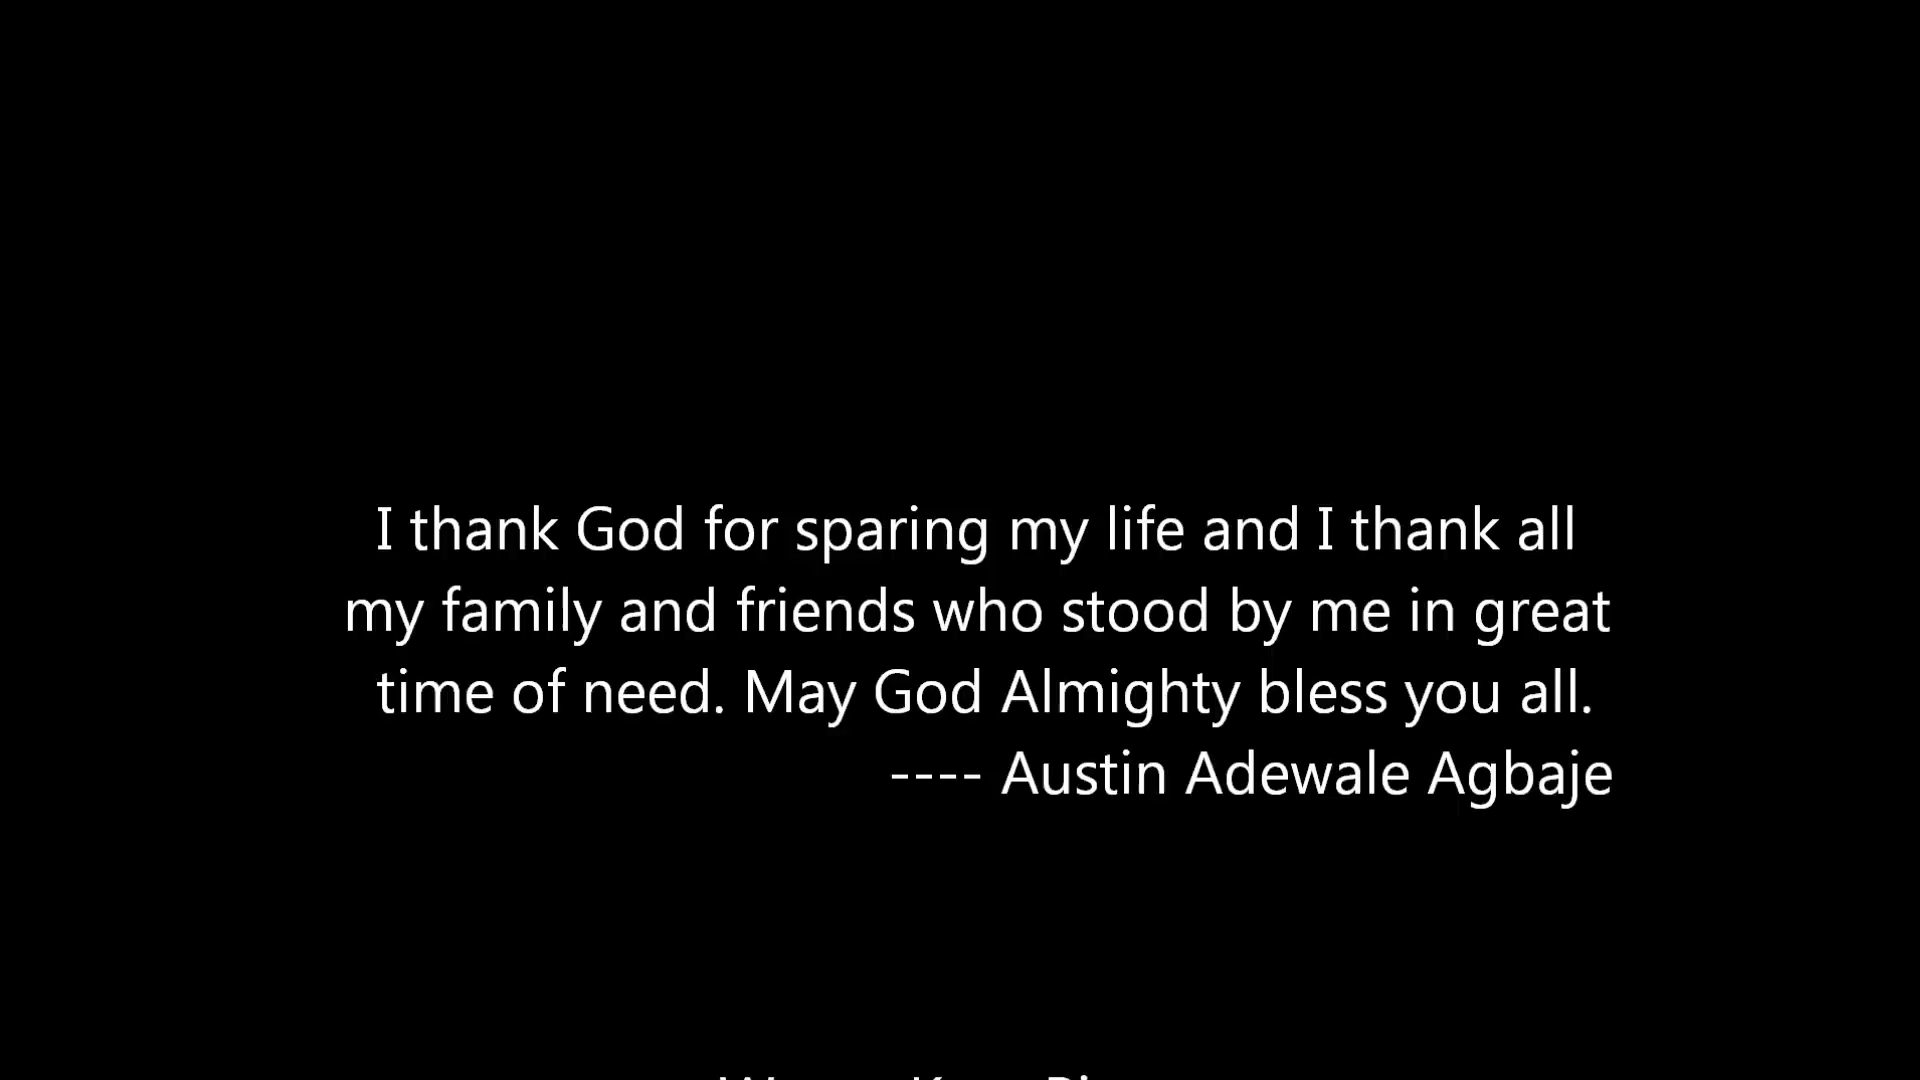 I thank God for sparing my life and I thank all
my family and friends who stood by me in great
time of need. May God Almighty bless you all.
---- Austin Adewale Agbaje